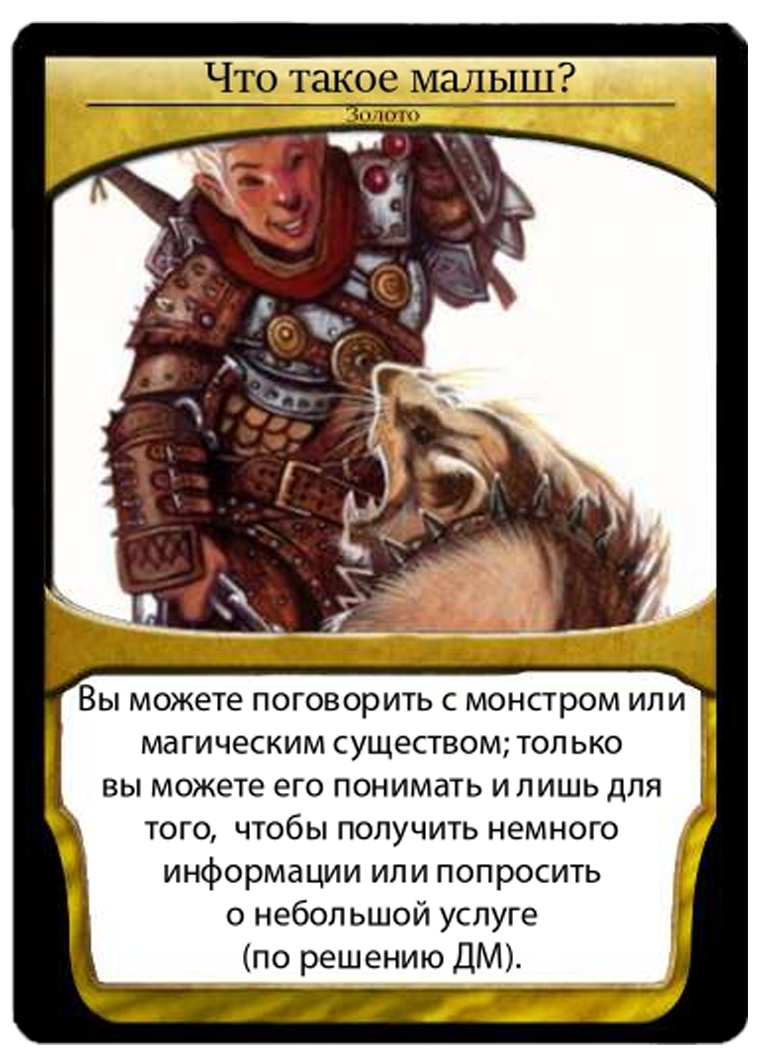 Что такое малыш?
Золото
Вы можете поговорить с монстром или
магическим существом; только
вы можете его понимать и лишь для
того, чтобы получить немного
информации или попросить
о небольшой услуге
(по решению ДМ).